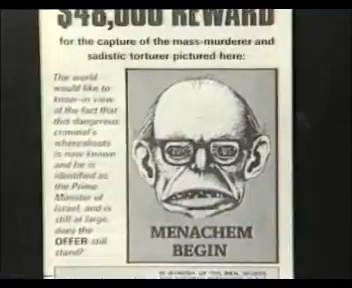 $48,000 REWARD
for the capture of the mass-murderer and
sadistic torturer pictured here:
The world
would like to
know—in view
of the fact that
this dangerous
criminal's
whereabouts
is now known
and he is
identified as
the Prime
Minister of
Israel, and is
still at large,
does the
OFFER still
stand?
MENACHEM
BEGIN